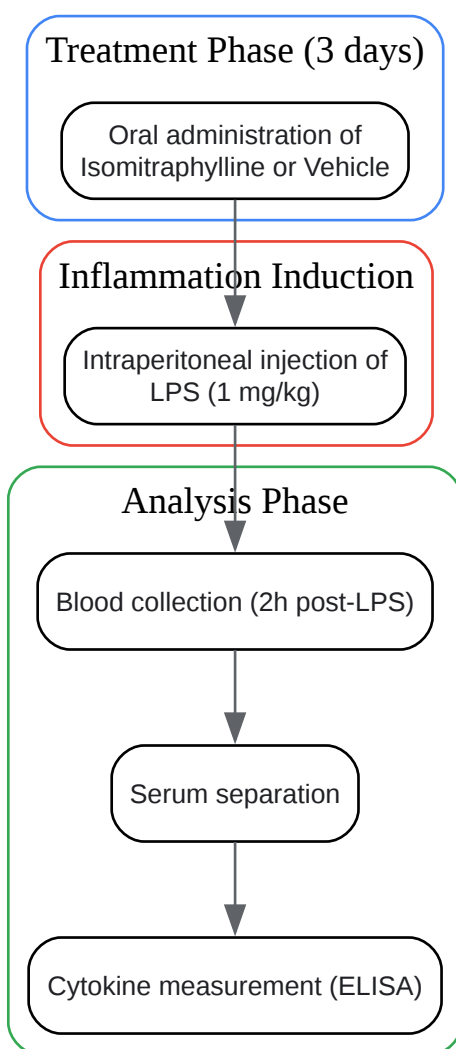 Treatment Phase (3 days)
Oral administration of
Isomitraphylline or Vehicle
Inflammation Induction
Intraperitoneal injection of
LPS (1 mg/kg)
Analysis Phase
Blood collection (2h post-LPS)
Serum separation
Cytokine measurement (ELISA)